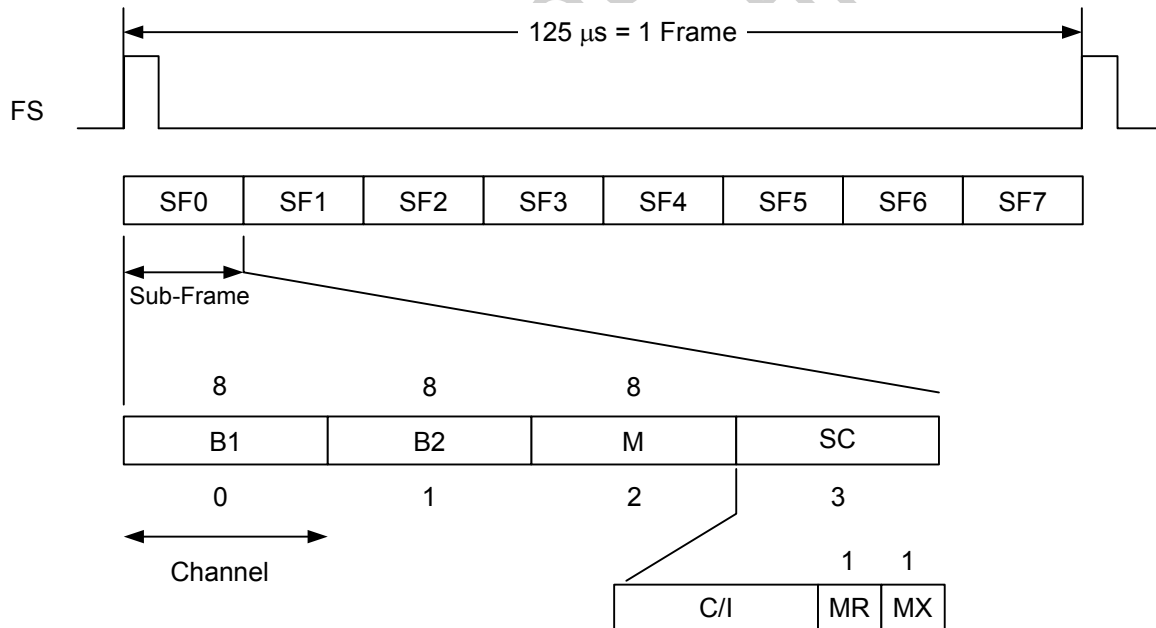 125 μs = 1 Frame
FS
SF0 SF1 SF2 SF3 SF4 SF5 SF6 SF7
Sub-Frame
8 8 8
B1 B2 M SC
0 1 2 3
Channel
1 1
C/I MR MX